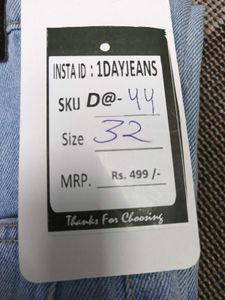 INSTA ID : 1DAYJEANS
SKU D@-44
Size 32
MRP. Rs. 499 /-
Thanks For Choosing